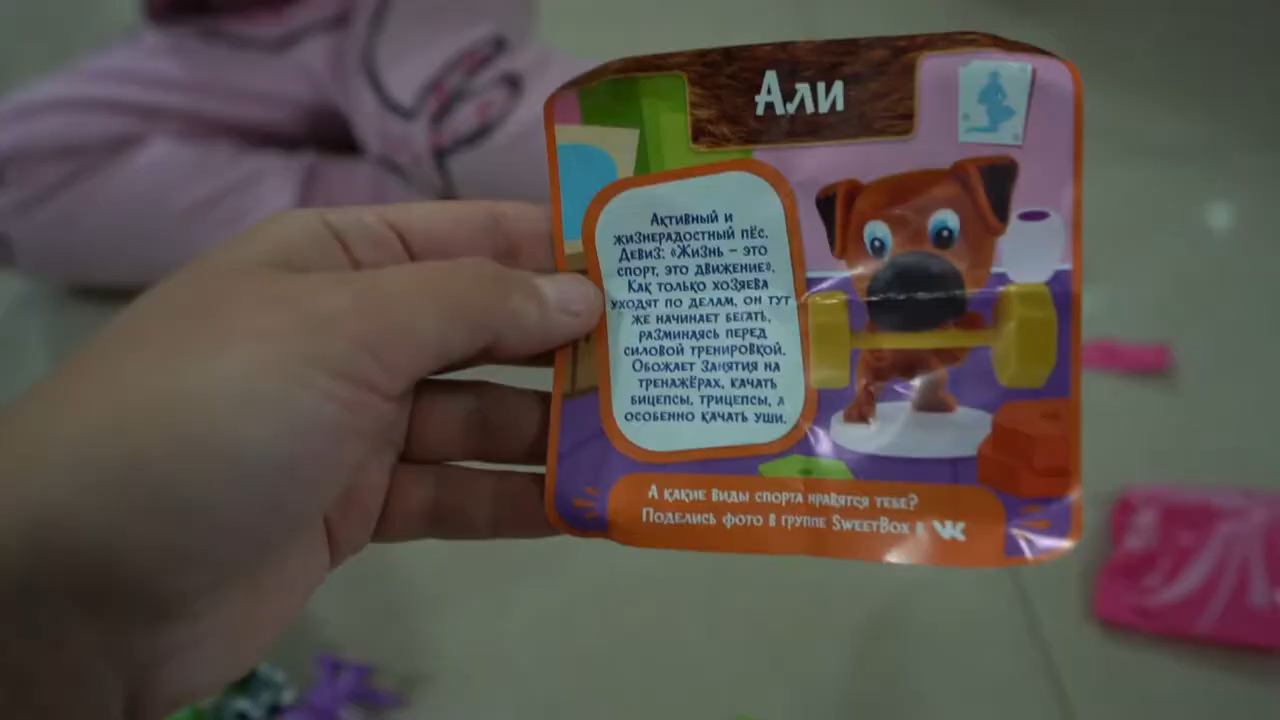 Али
Активный и
жизнерадостный пёс.
Девиз: «Жизнь – это
спорт, это движение».
Как только хозяева
уходят по делам, он тут
же начинает бегать,
разминаясь перед
силовой тренировкой.
Обожает занятия на
тренажёрах, качать
бицепсы, трицепсы, а
особенно качать уши.
А какие виды спорта нравятся тебе?
Поделись фото в группе SweetBox в VK